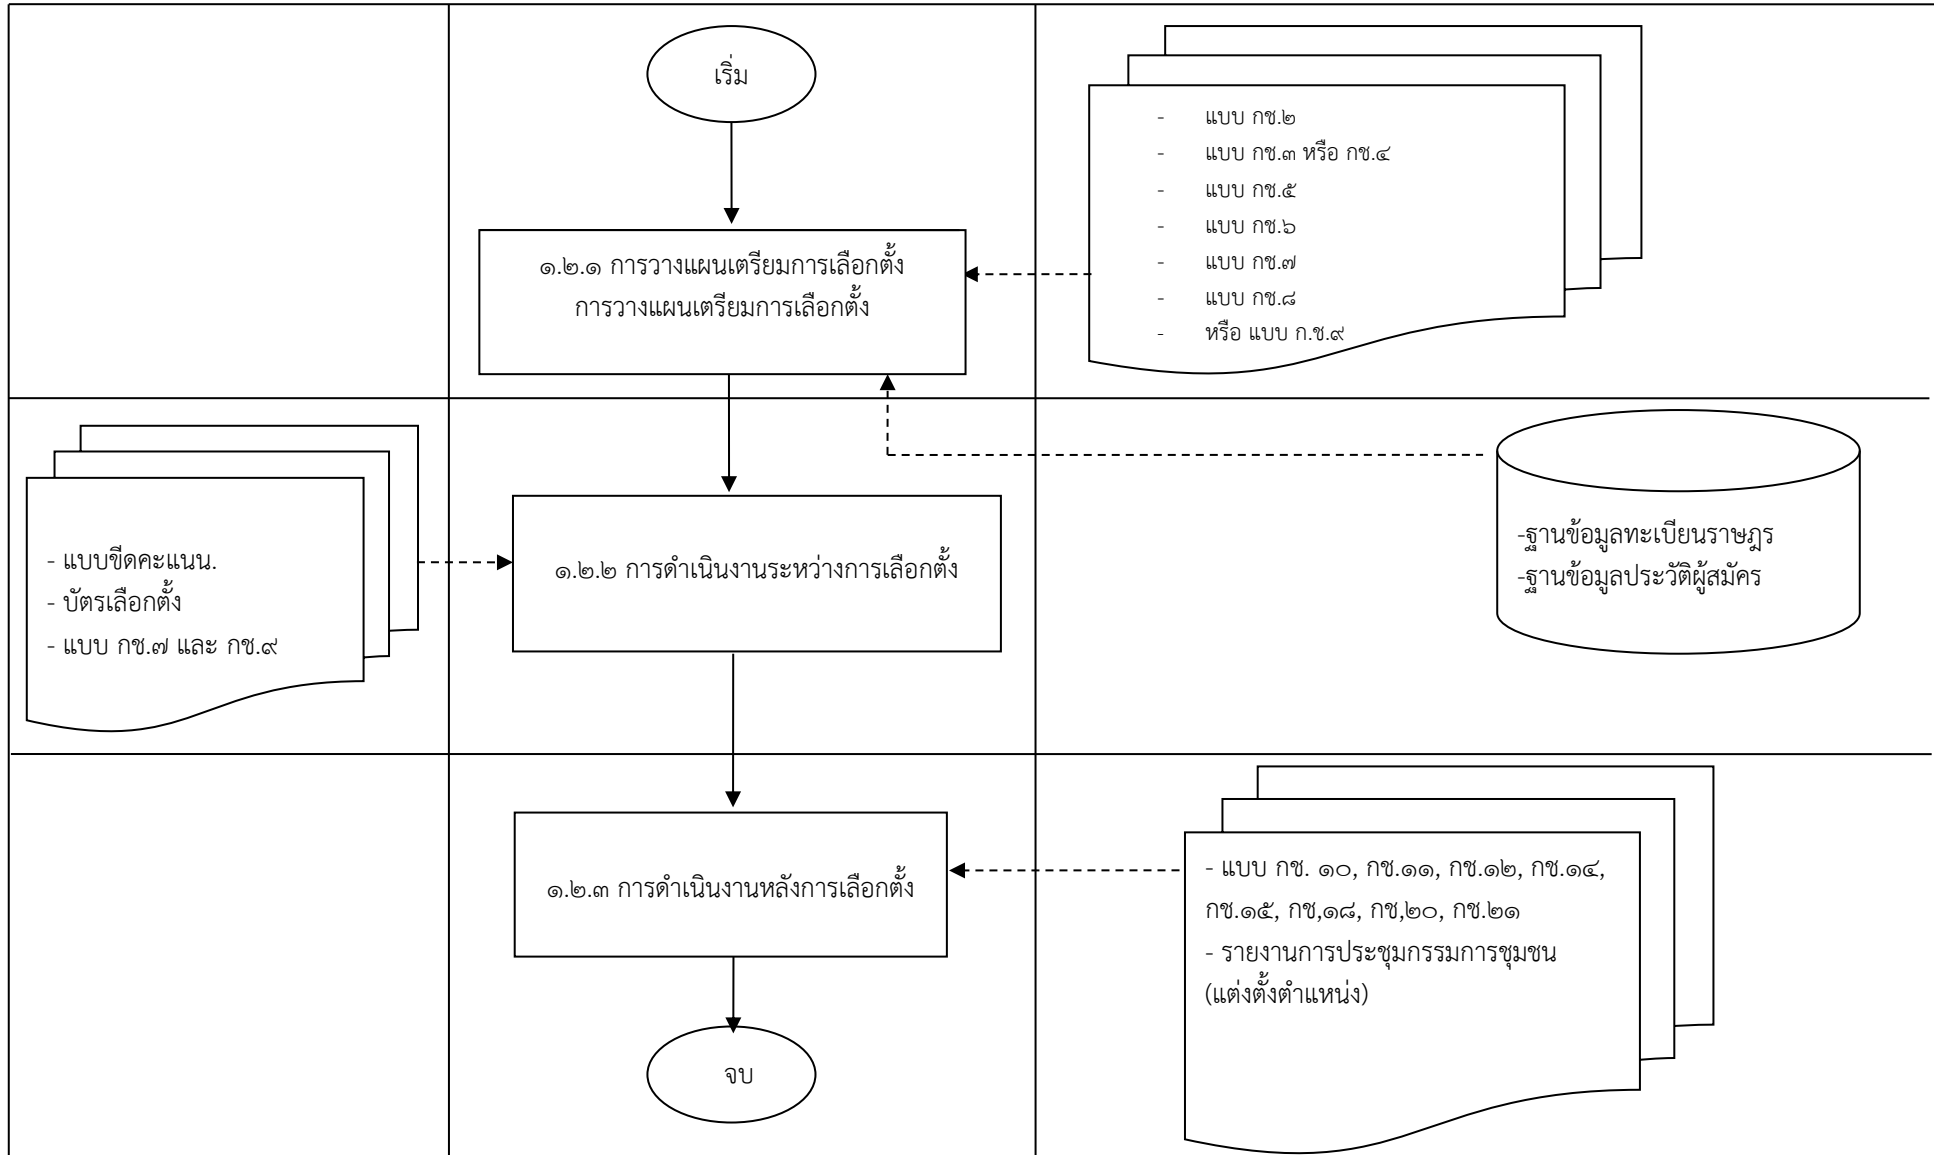 เริ่ม
- แบบ กช.๒
- แบบ กช.๓ หรือ กช.๔
- แบบ กช.๕
- แบบ กช.๖
- แบบ กช.๗
- แบบ กช.๘
- หรือ แบบ ก.ช.๙
๑.๒.๑ การวางแผนเตรียมการเลือกตั้ง
การวางแผนเตรียมการเลือกตั้ง
- แบบขีดคะแนน.
- บัตรเลือกตั้ง
- แบบ กช.๗ และ กช.๙
๑.๒.๒ การดำเนินงานระหว่างการเลือกตั้ง
-ฐานข้อมูลทะเบียนราษฎร
-ฐานข้อมูลประวัติผู้สมัคร
๑.๒.๓ การดำเนินงานหลังการเลือกตั้ง
- แบบ กช. ๑๐, กช.๑๑, กช.๑๒, กช.๑๔,
กช.๑๕, กช,๑๘, กช,๒๐, กช.๒๑
- รายงานการประชุมกรรมการชุมชน
(แต่งตั้งตำแหน่ง)
จบ